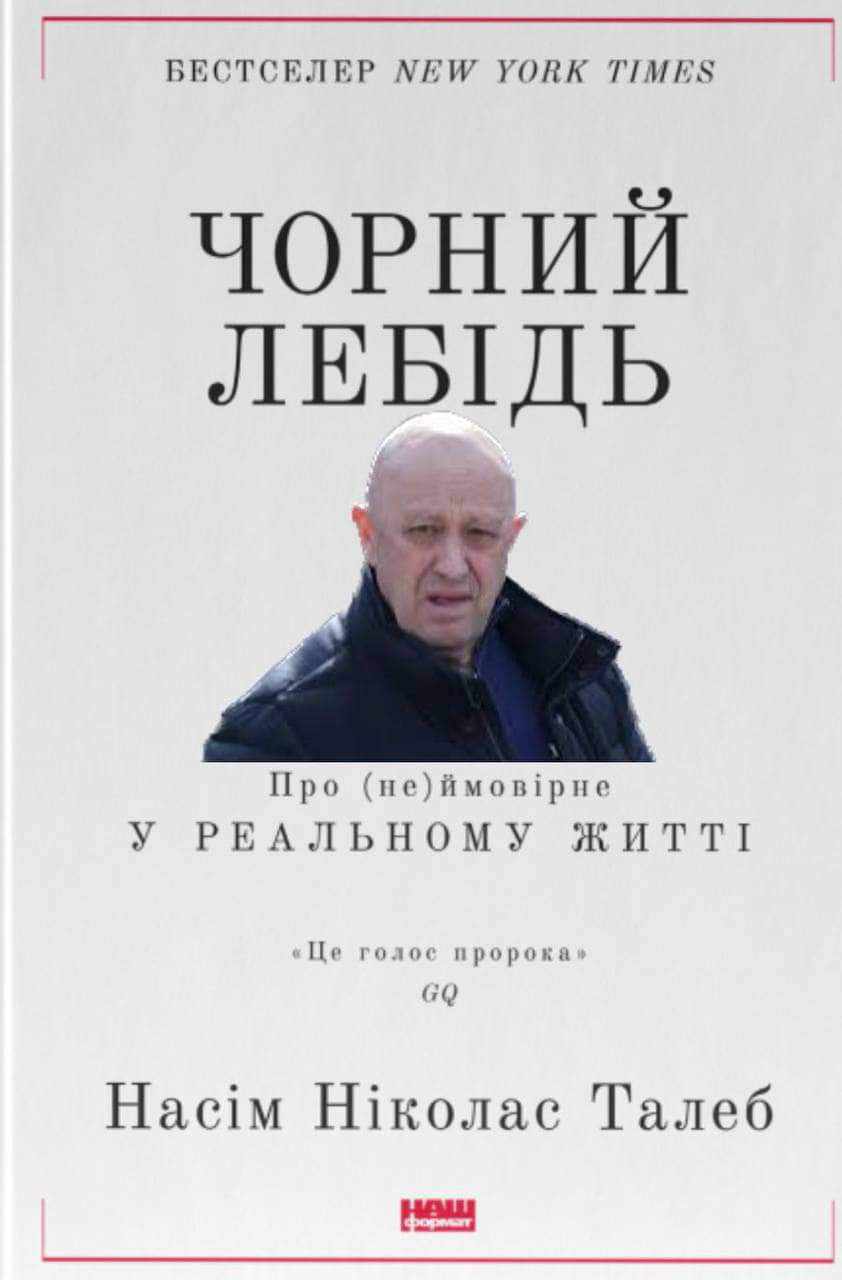 БЕСТСЕЛЕР NEW YORK TIMES
ЧОРНИЙ
ЛЕБІДЬ
Про (не)ймовірне
У РЕАЛЬНОМУ ЖИТТІ
«Це голос пророка»
GQ
Насім Ніколас Талеб
НАШ
формат